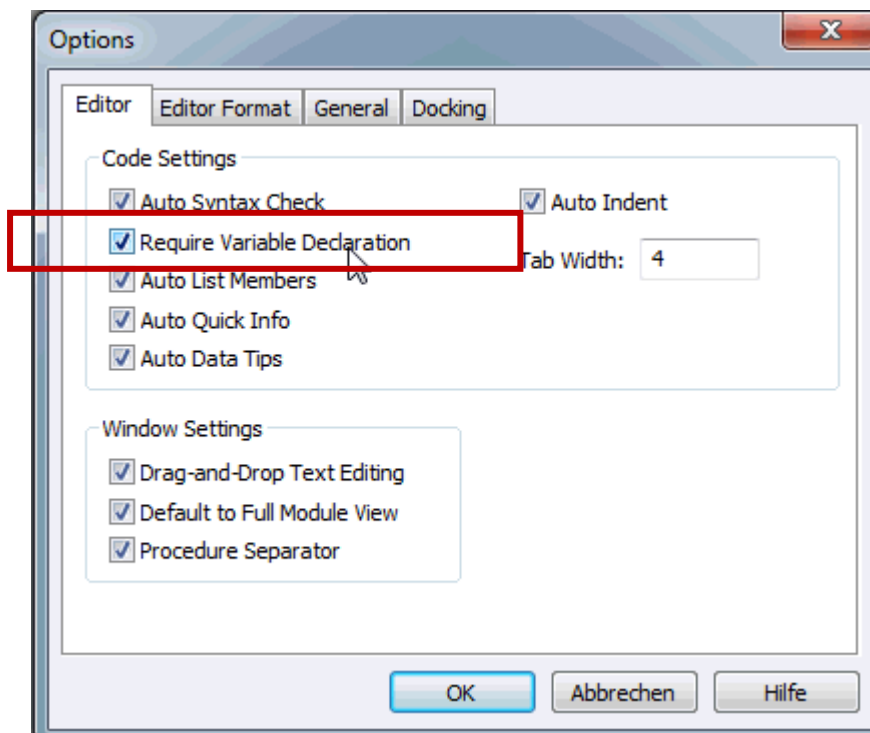 Options
Editor Editor Format General Docking
Code Settings
Auto Syntax Check Auto Indent
Require Variable Declaration
Tab Width: 4
Auto List Members
Auto Quick Info
Auto Data Tips
Window Settings
Drag-and-Drop Text Editing
Default to Full Module View
Procedure Separator
OK Abbrechen Hilfe